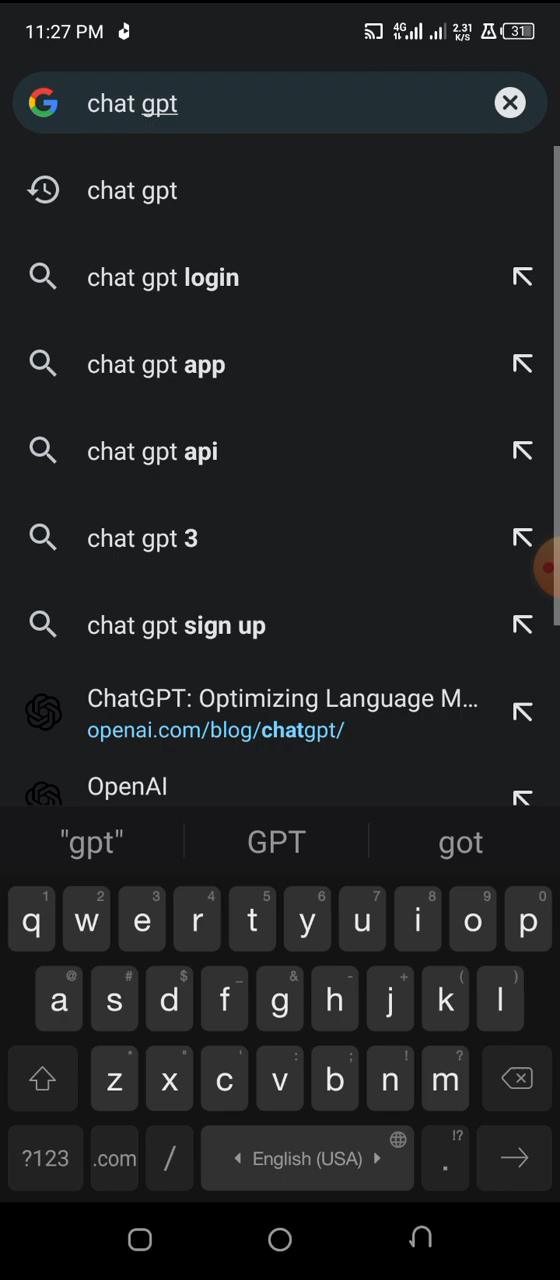 11:27 PM 4G 2.31 K/S 31
chat gpt
chat gpt
chat gpt login
chat gpt app
chat gpt api
chat gpt 3
chat gpt sign up
ChatGPT: Optimizing Language M...
openai.com/blog/chatgpt/
OpenAI
"gpt" GPT got
1 2 3 4 5 6 7 8 9 0
q w e r t y u i o p
@ # $ _ & - + ( )
a s d f g h j k l
* " ' : ; ! ?
z x c v b n m
!?
?123 .com / English (USA) .